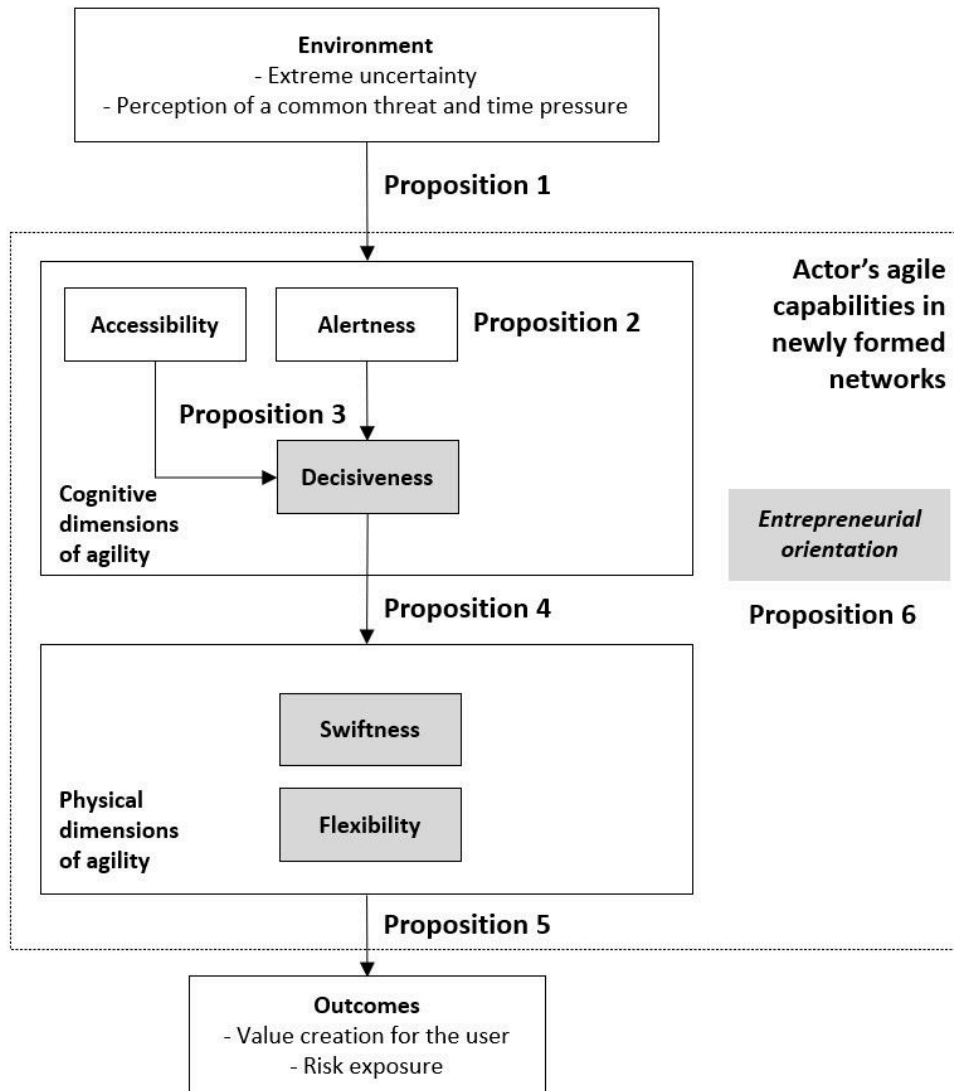 Environment
- Extreme uncertainty
- Perception of a common threat and time pressure
Proposition 1
Actor’s agile
capabilities in
newly formed
networks
Accessibility
Alertness
Proposition 2
Proposition 3
Decisiveness
Cognitive
dimensions
of agility
Entrepreneurial
orientation
Proposition 6
Proposition 4
Swiftness
Flexibility
Physical
dimensions
of agility
Proposition 5
Outcomes
- Value creation for the user
- Risk exposure